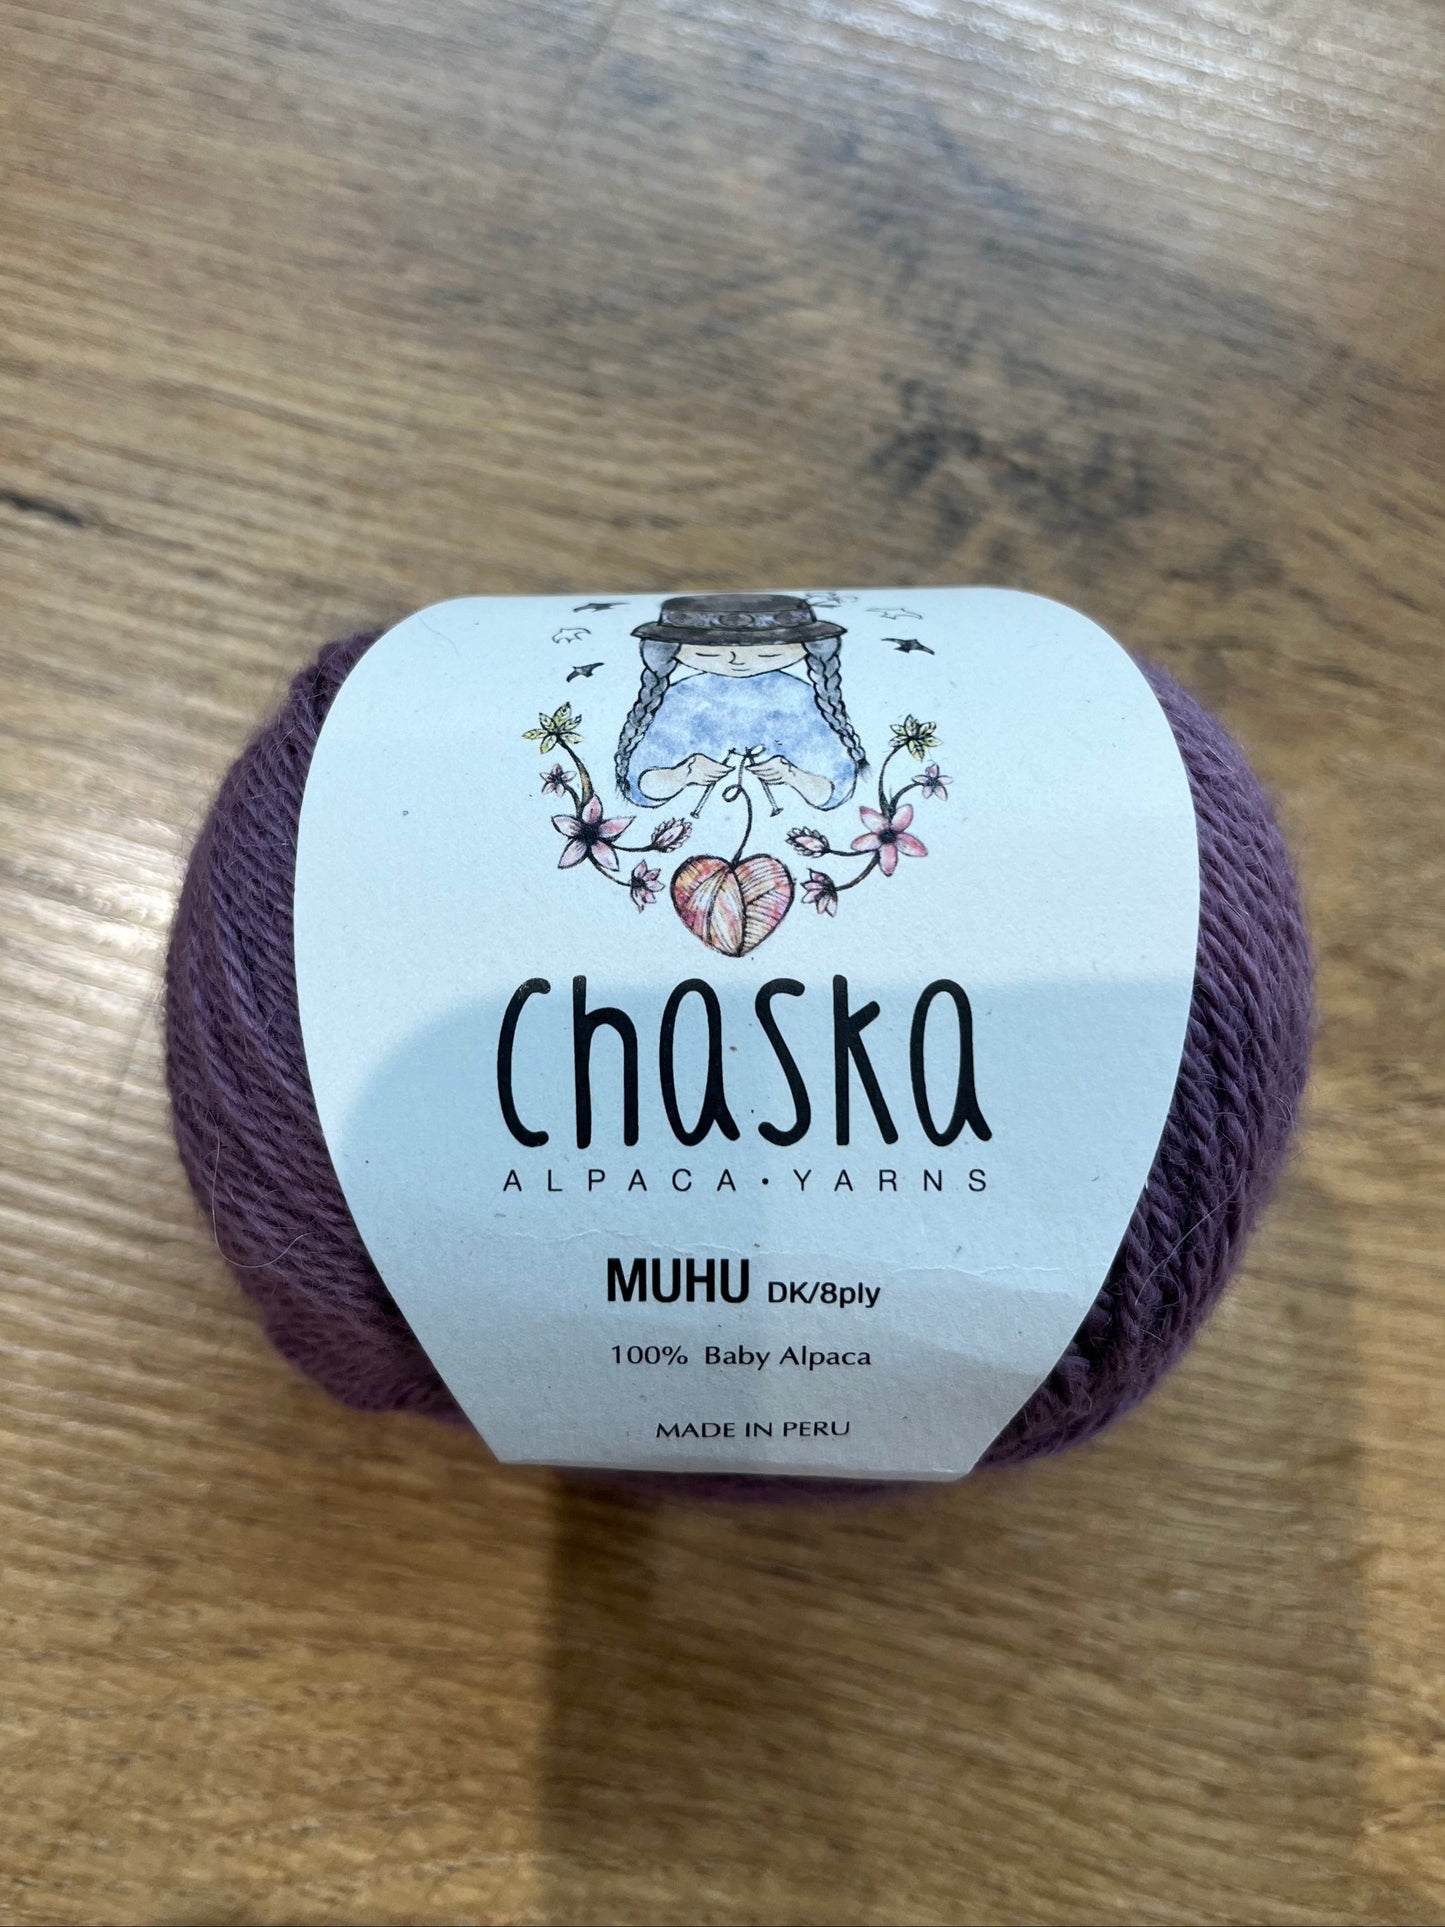 chaska
ALPACA • YARNS
MUHU DK/8ply
100% Baby Alpaca
MADE IN PERU